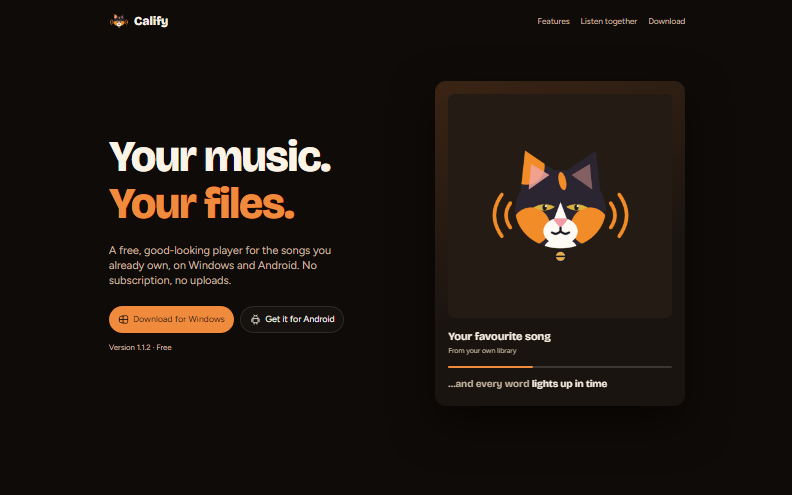 Calify
Features
Listen together
Download
Your music.
Your files.
A free, good-looking player for the songs you
already own, on Windows and Android. No
subscription, no uploads.
Download for Windows
Get it for Android
Version 1.1.2 · Free
Your favourite song
From your own library
...and every word lights up in time